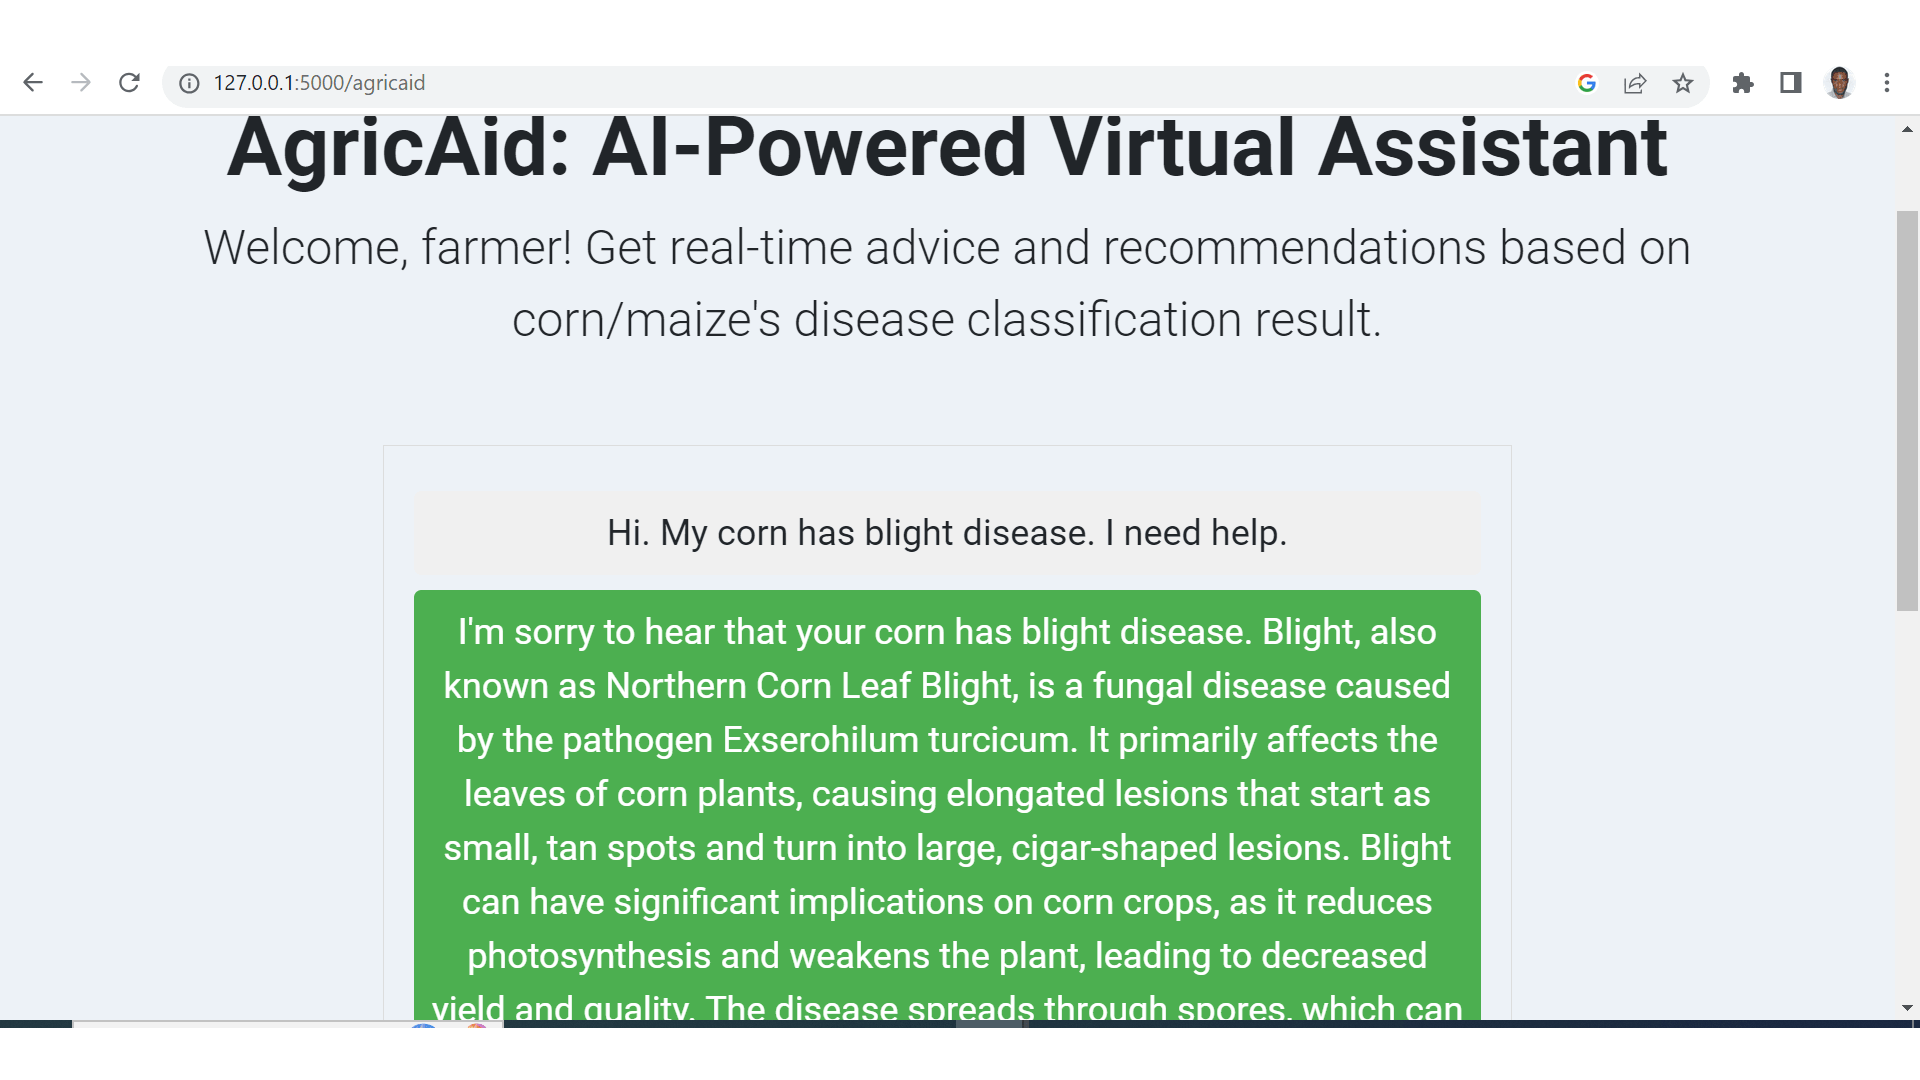 127.0.0.1:5000/agricaid
AgricAid: AI-Powered Virtual Assistant
Welcome, farmer! Get real-time advice and recommendations based on
corn/maize's disease classification result.
Hi. My corn has blight disease. I need help.
I'm sorry to hear that your corn has blight disease. Blight, also
known as Northern Corn Leaf Blight, is a fungal disease caused
by the pathogen Exserohilum turcicum. It primarily affects the
leaves of corn plants, causing elongated lesions that start as
small, tan spots and turn into large, cigar-shaped lesions. Blight
can have significant implications on corn crops, as it reduces
photosynthesis and weakens the plant, leading to decreased
yield and quality. The disease spreads through spores, which can